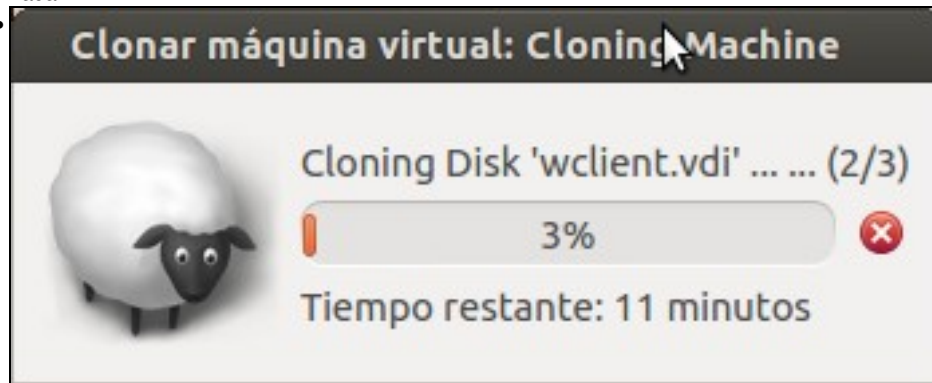 Clonar máquina virtual: Cloning Machine
Cloning Disk 'wclient.vdi' ... ... (2/3)
3%
Tiempo restante: 11 minutos